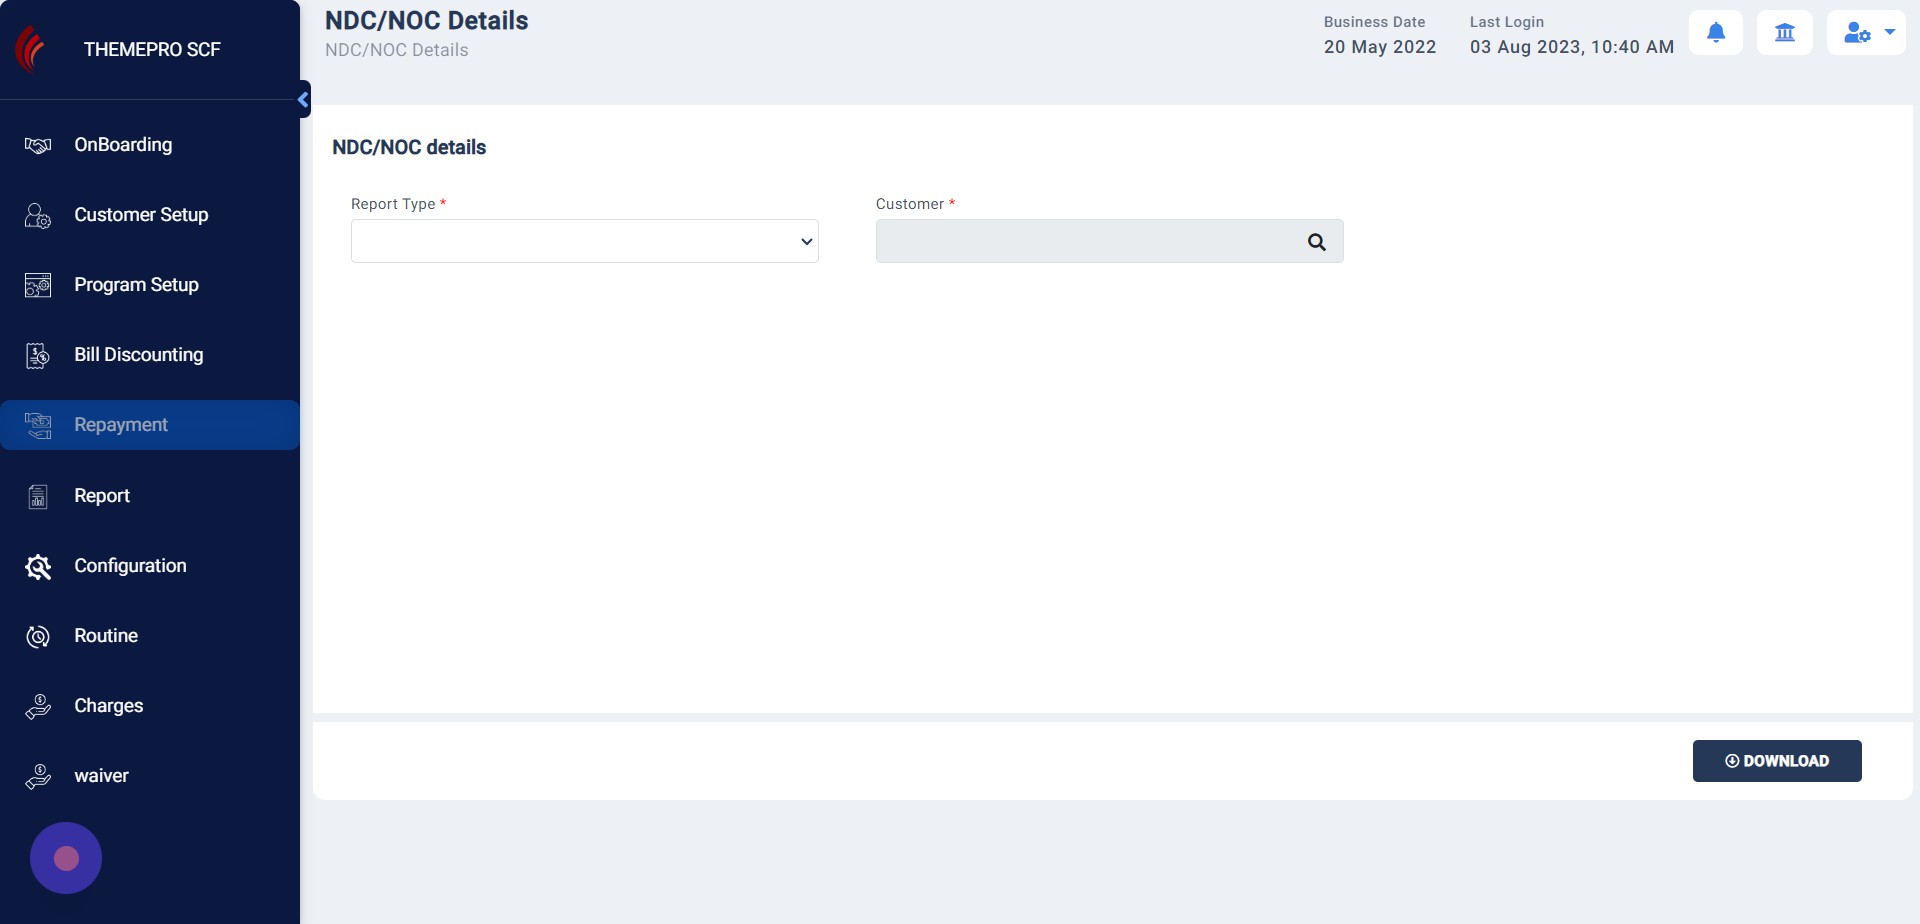 THEMEPRO SCF
OnBoarding
Customer Setup
Program Setup
Bill Discounting
Repayment
Report
Configuration
Routine
Charges
waiver
NDC/NOC Details
NDC/NOC Details
Business Date
20 May 2022
Last Login
03 Aug 2023, 10:40 AM
NDC/NOC details
Report Type *
Customer *
DOWNLOAD